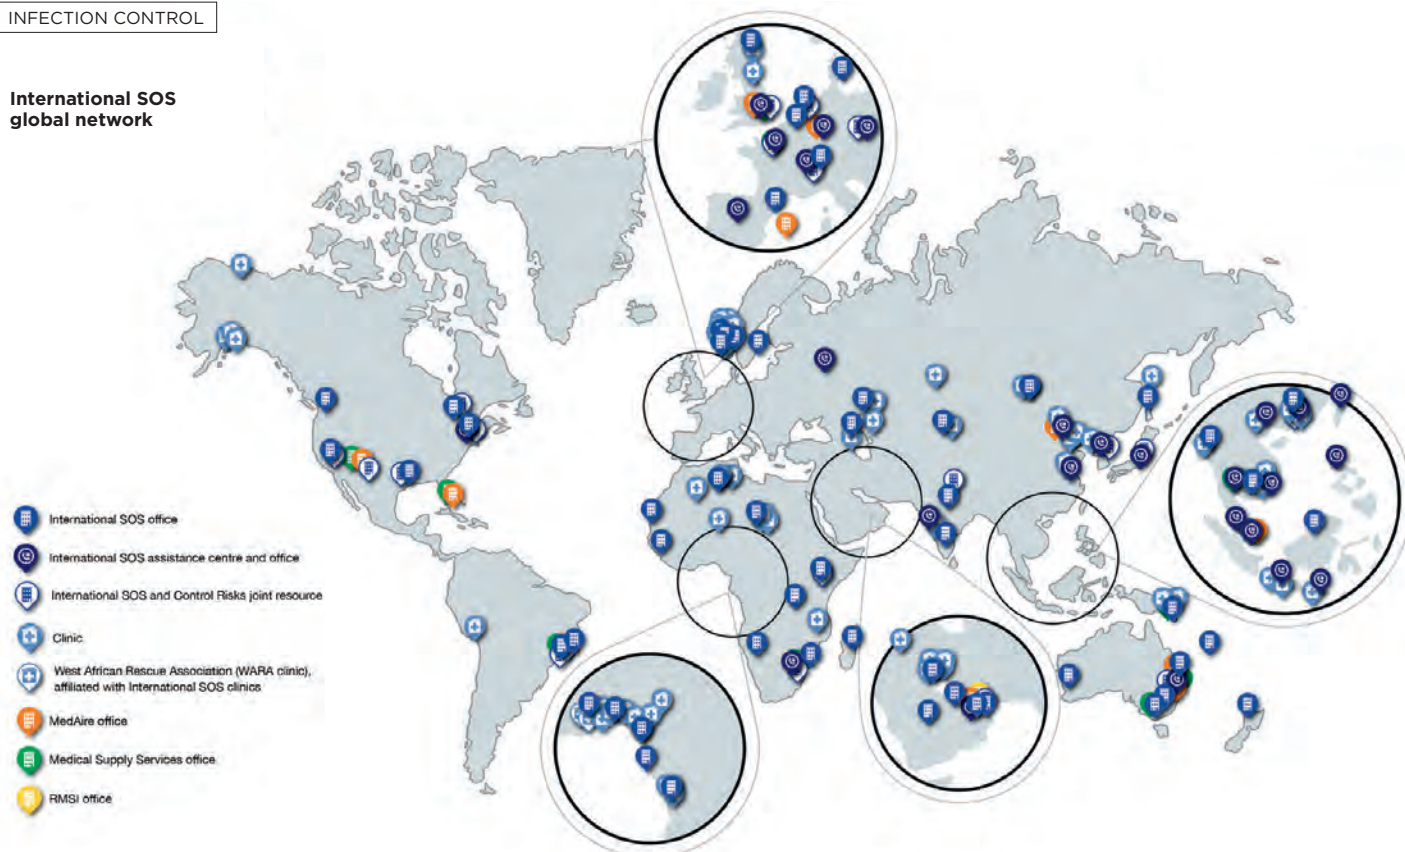 INFECTION CONTROL
International SOS
global network
International SOS office
International SOS assistance centre and office
International SOS and Control Risks joint resource
Clinic
West African Rescue Association (WARA clinic),
affiliated with International SOS clinics
MedAire office
Medical Supply Services office
RMSI office